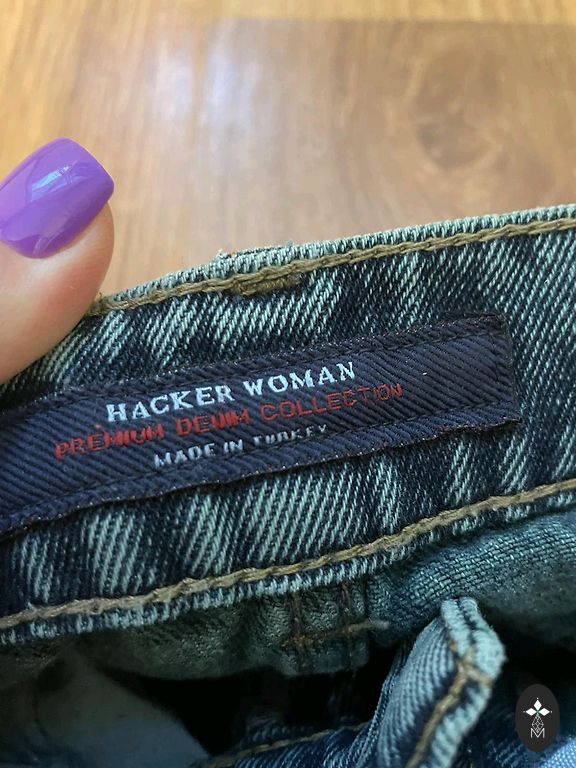 HACKER WOMAN
PREMIUM DENIM COLLECTION
MADE IN TURKEY
M